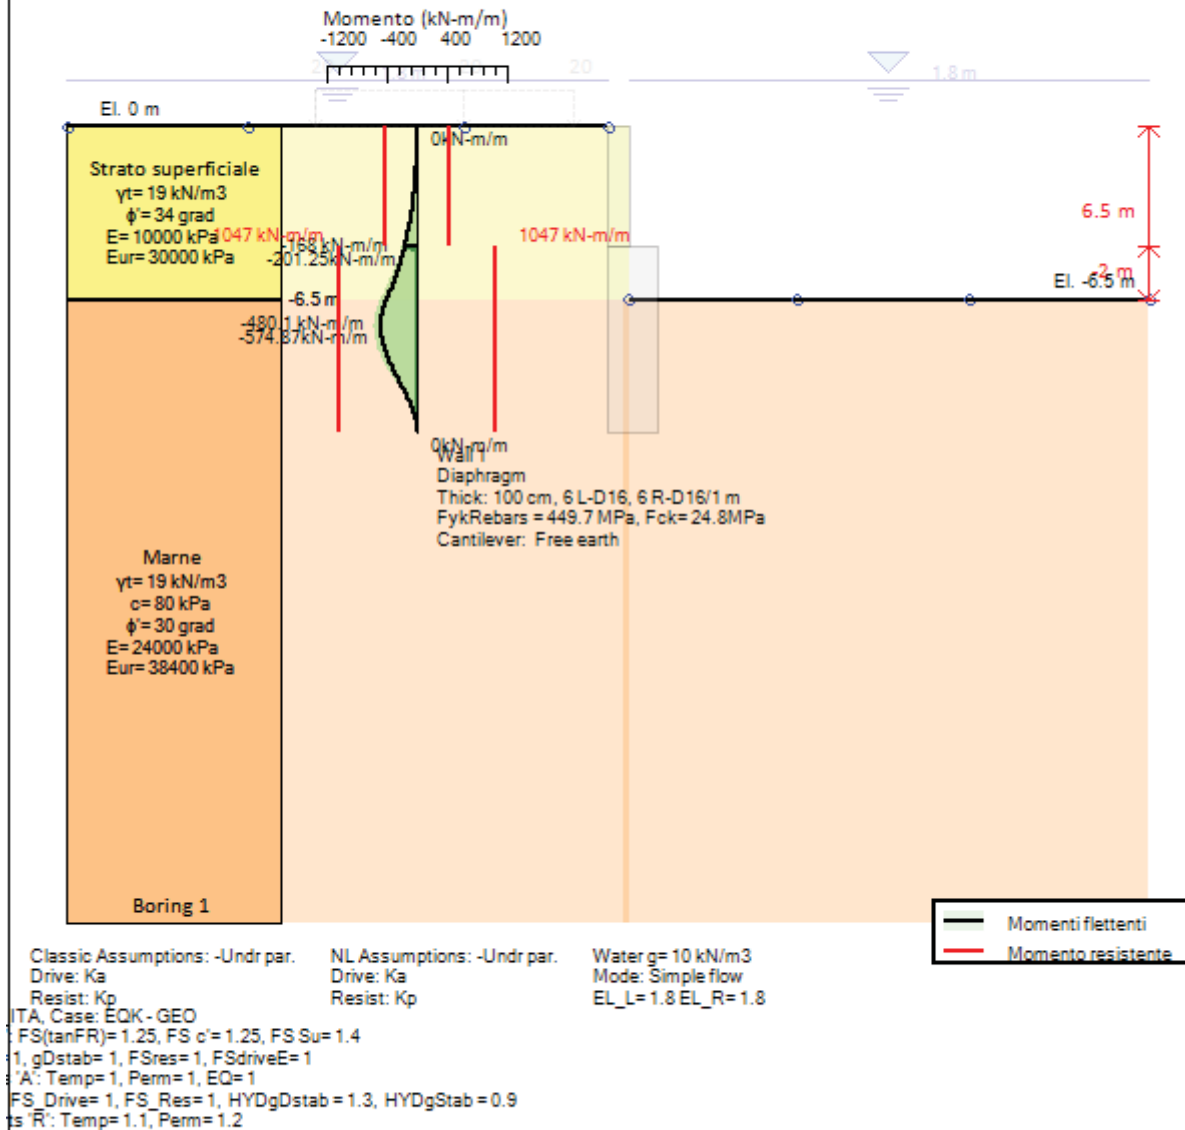 Momento (kN-m/m)
-1200 -400 400 1200
20
1.8 m
El. 0 m
0kN-m/m
Strato superficiale
γt= 19 kN/m3
ϕ'= 34 grad
E= 10000 kPa
Eur= 30000 kPa
1047 kN-m/m
-168 kN-m/m
-201.25kN-m/m
1047 kN-m/m
6.5 m
-2 m
El. -6.5 m
-6.5 m
-480.1 kN-m/m
-574.87kN-m/m
0kN-m/m
Wall 1
Diaphragm
Thick: 100 cm, 6 L-D16, 6 R-D16/1 m
FykRebars = 449.7 MPa, Fck= 24.8MPa
Cantilever: Free earth
Marne
γt= 19 kN/m3
c= 80 kPa
ϕ'= 30 grad
E= 24000 kPa
Eur= 38400 kPa
Boring 1
Momenti flettenti
Momento resistente
Classic Assumptions: -Undr par.
Drive: Ka
Resist: Kp
NL Assumptions: -Undr par.
Drive: Ka
Resist: Kp
Water g= 10 kN/m3
Mode: Simple flow
EL_L= 1.8 EL_R= 1.8
ITA, Case: EQK - GEO
: FS(tanFR)= 1.25, FS c'= 1.25, FS Su= 1.4
1, gDstab= 1, FSres= 1, FSdriveE= 1
'A': Temp= 1, Perm= 1, EQ= 1
FS_Drive= 1, FS_Res= 1, HYDgDstab = 1.3, HYDgStab = 0.9
ts 'R': Temp= 1.1, Perm= 1.2